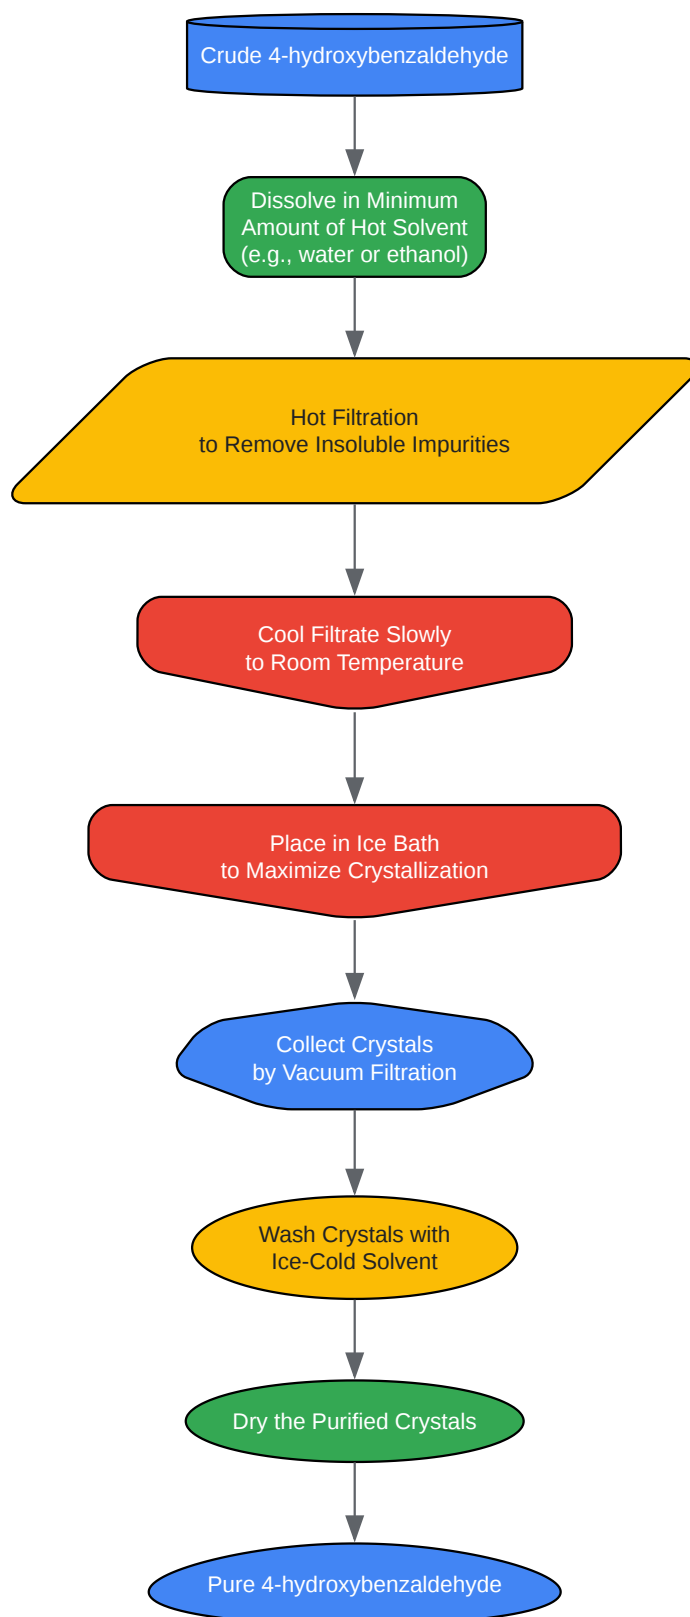 Crude 4-hydroxybenzaldehyde
Dissolve in Minimum
Amount of Hot Solvent
(e.g., water or ethanol)
Hot Filtration
to Remove Insoluble Impurities
Cool Filtrate Slowly
to Room Temperature
Place in Ice Bath
to Maximize Crystallization
Collect Crystals
by Vacuum Filtration
Wash Crystals with
Ice-Cold Solvent
Dry the Purified Crystals
Pure 4-hydroxybenzaldehyde